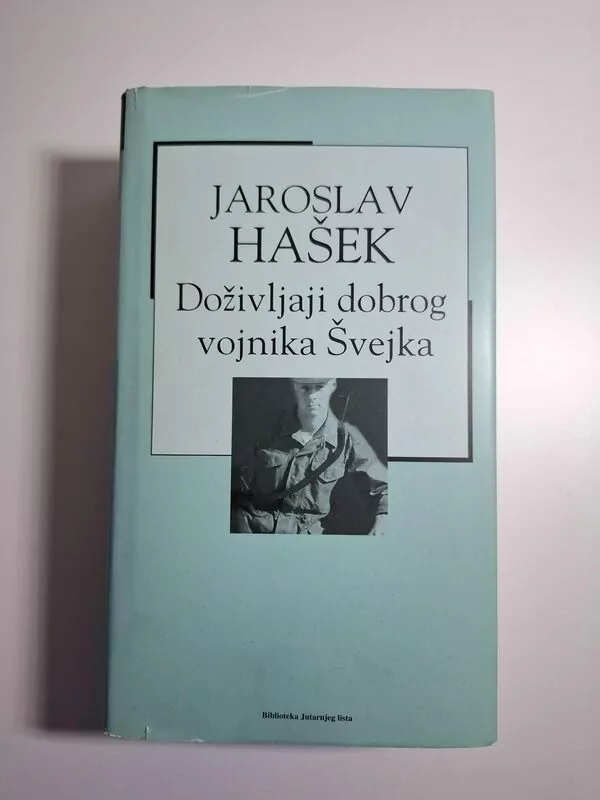 JAROSLAV
HAŠEK
Doživljaji dobrog
vojnika Švejka
Biblioteka Jutarnjeg lista